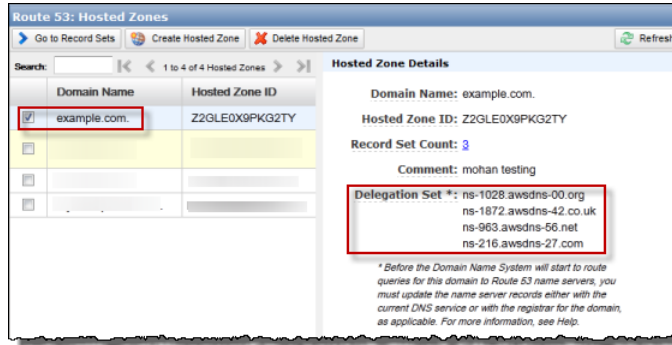 Route 53: Hosted Zones
Go to Record Sets Create Hosted Zone Delete Hosted Zone Refresh
Search: 1 to 4 of 4 Hosted Zones
Domain Name Hosted Zone ID
example.com. Z2GLE0X9PKG2TY
Hosted Zone Details
Domain Name: example.com.
Hosted Zone ID: Z2GLE0X9PKG2TY
Record Set Count: 3
Comment: mohan testing
Delegation Set *: ns-1028.awsdns-00.org
ns-1872.awsdns-42.co.uk
ns-963.awsdns-56.net
ns-216.awsdns-27.com
* Before the Domain Name System will start to route
queries for this domain to Route 53 name servers, you
must update the name server records either with the
current DNS service or with the registrar for the domain,
as applicable. For more information, see Help.